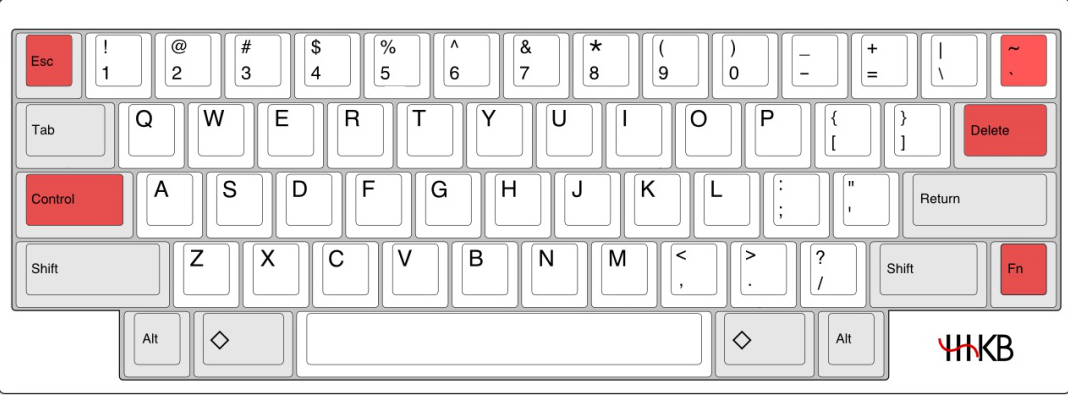 Esc ! @ # $ % ^ & * ( ) _ + | ~
1 2 3 4 5 6 7 8 9 0 - = \ `
Tab Q W E R T Y U I O P { } Delete
[ ]
Control A S D F G H J K L : " Return
; '
Shift Z X C V B N M < > ? Shift Fn
, . /
Alt ◇ ◇ Alt HHKB